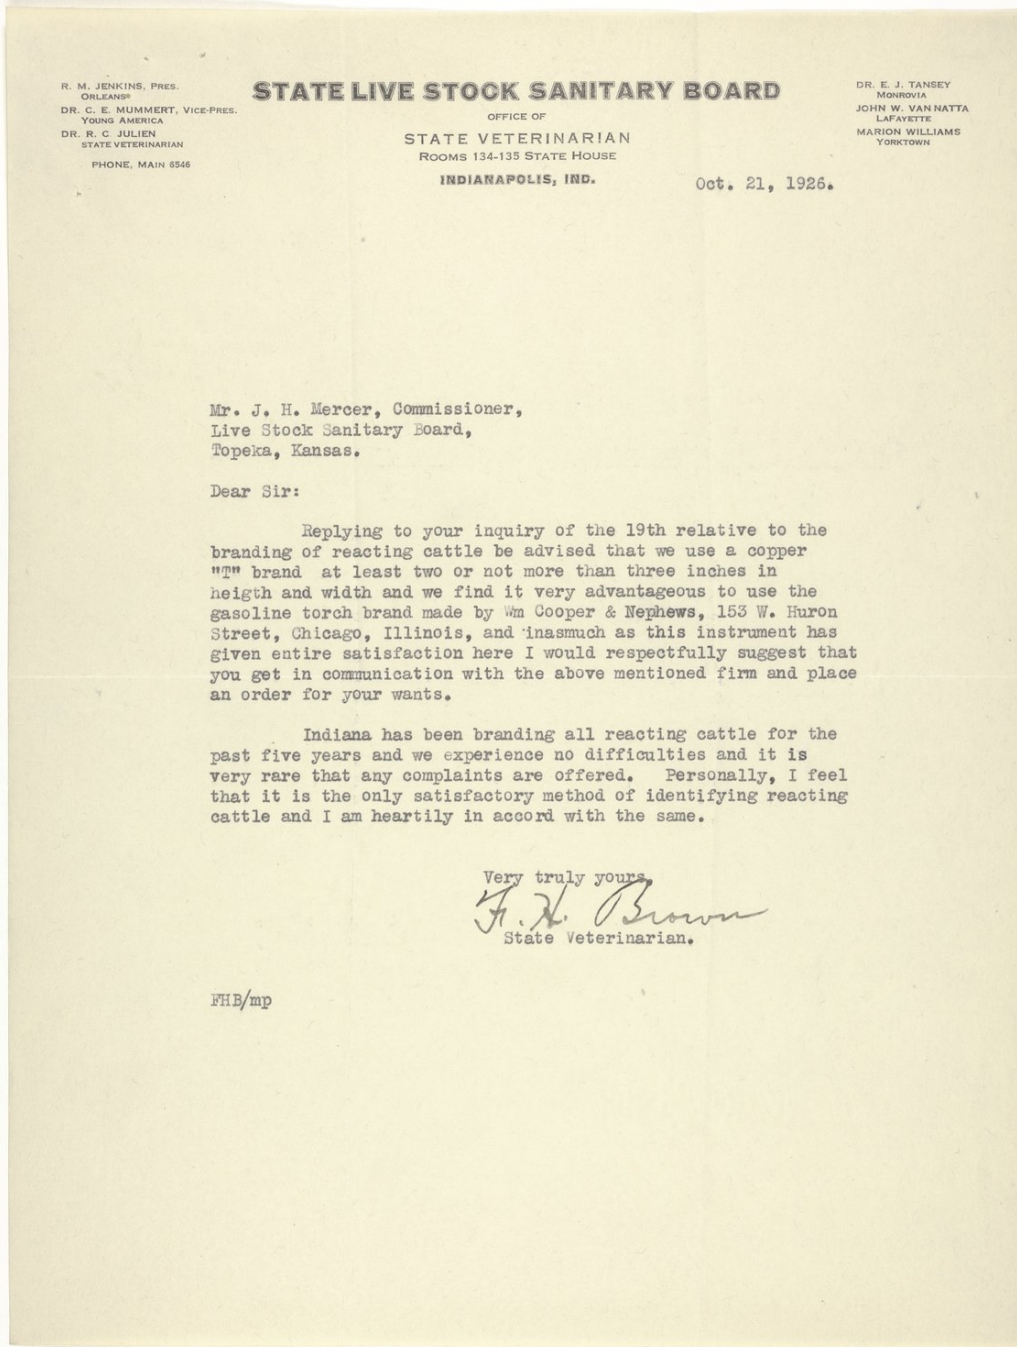 R. M. JENKINS, PRES.
ORLEANS
DR. C. E. MUMMERT, VICE-PRES.
YOUNG AMERICA
DR. R. C. JULIEN
STATE VETERINARIAN
PHONE, MAIN 6546
STATE LIVE STOCK SANITARY BOARD
OFFICE OF
STATE VETERINARIAN
ROOMS 134-135 STATE HOUSE
INDIANAPOLIS, IND.
DR. E. J. TANSEY
MONROVIA
JOHN W. VAN NATTA
LAFAYETTE
MARION WILLIAMS
YORKTOWN
Oct. 21, 1926.
Mr. J. H. Mercer, Commissioner,
Live Stock Sanitary Board,
Topeka, Kansas.
Dear Sir:
Replying to your inquiry of the 19th relative to the
branding of reacting cattle be advised that we use a copper
"T" brand at least two or not more than three inches in
heigth and width and we find it very advantageous to use the
gasoline torch brand made by Wm Cooper & Nephews, 153 W. Huron
Street, Chicago, Illinois, and inasmuch as this instrument has
given entire satisfaction here I would respectfully suggest that
you get in communication with the above mentioned firm and place
an order for your wants.
Indiana has been branding all reacting cattle for the
past five years and we experience no difficulties and it is
very rare that any complaints are offered. Personally, I feel
that it is the only satisfactory method of identifying reacting
cattle and I am heartily in accord with the same.
Very truly yours,
F. H. Brown
State Veterinarian.
FHB/mp